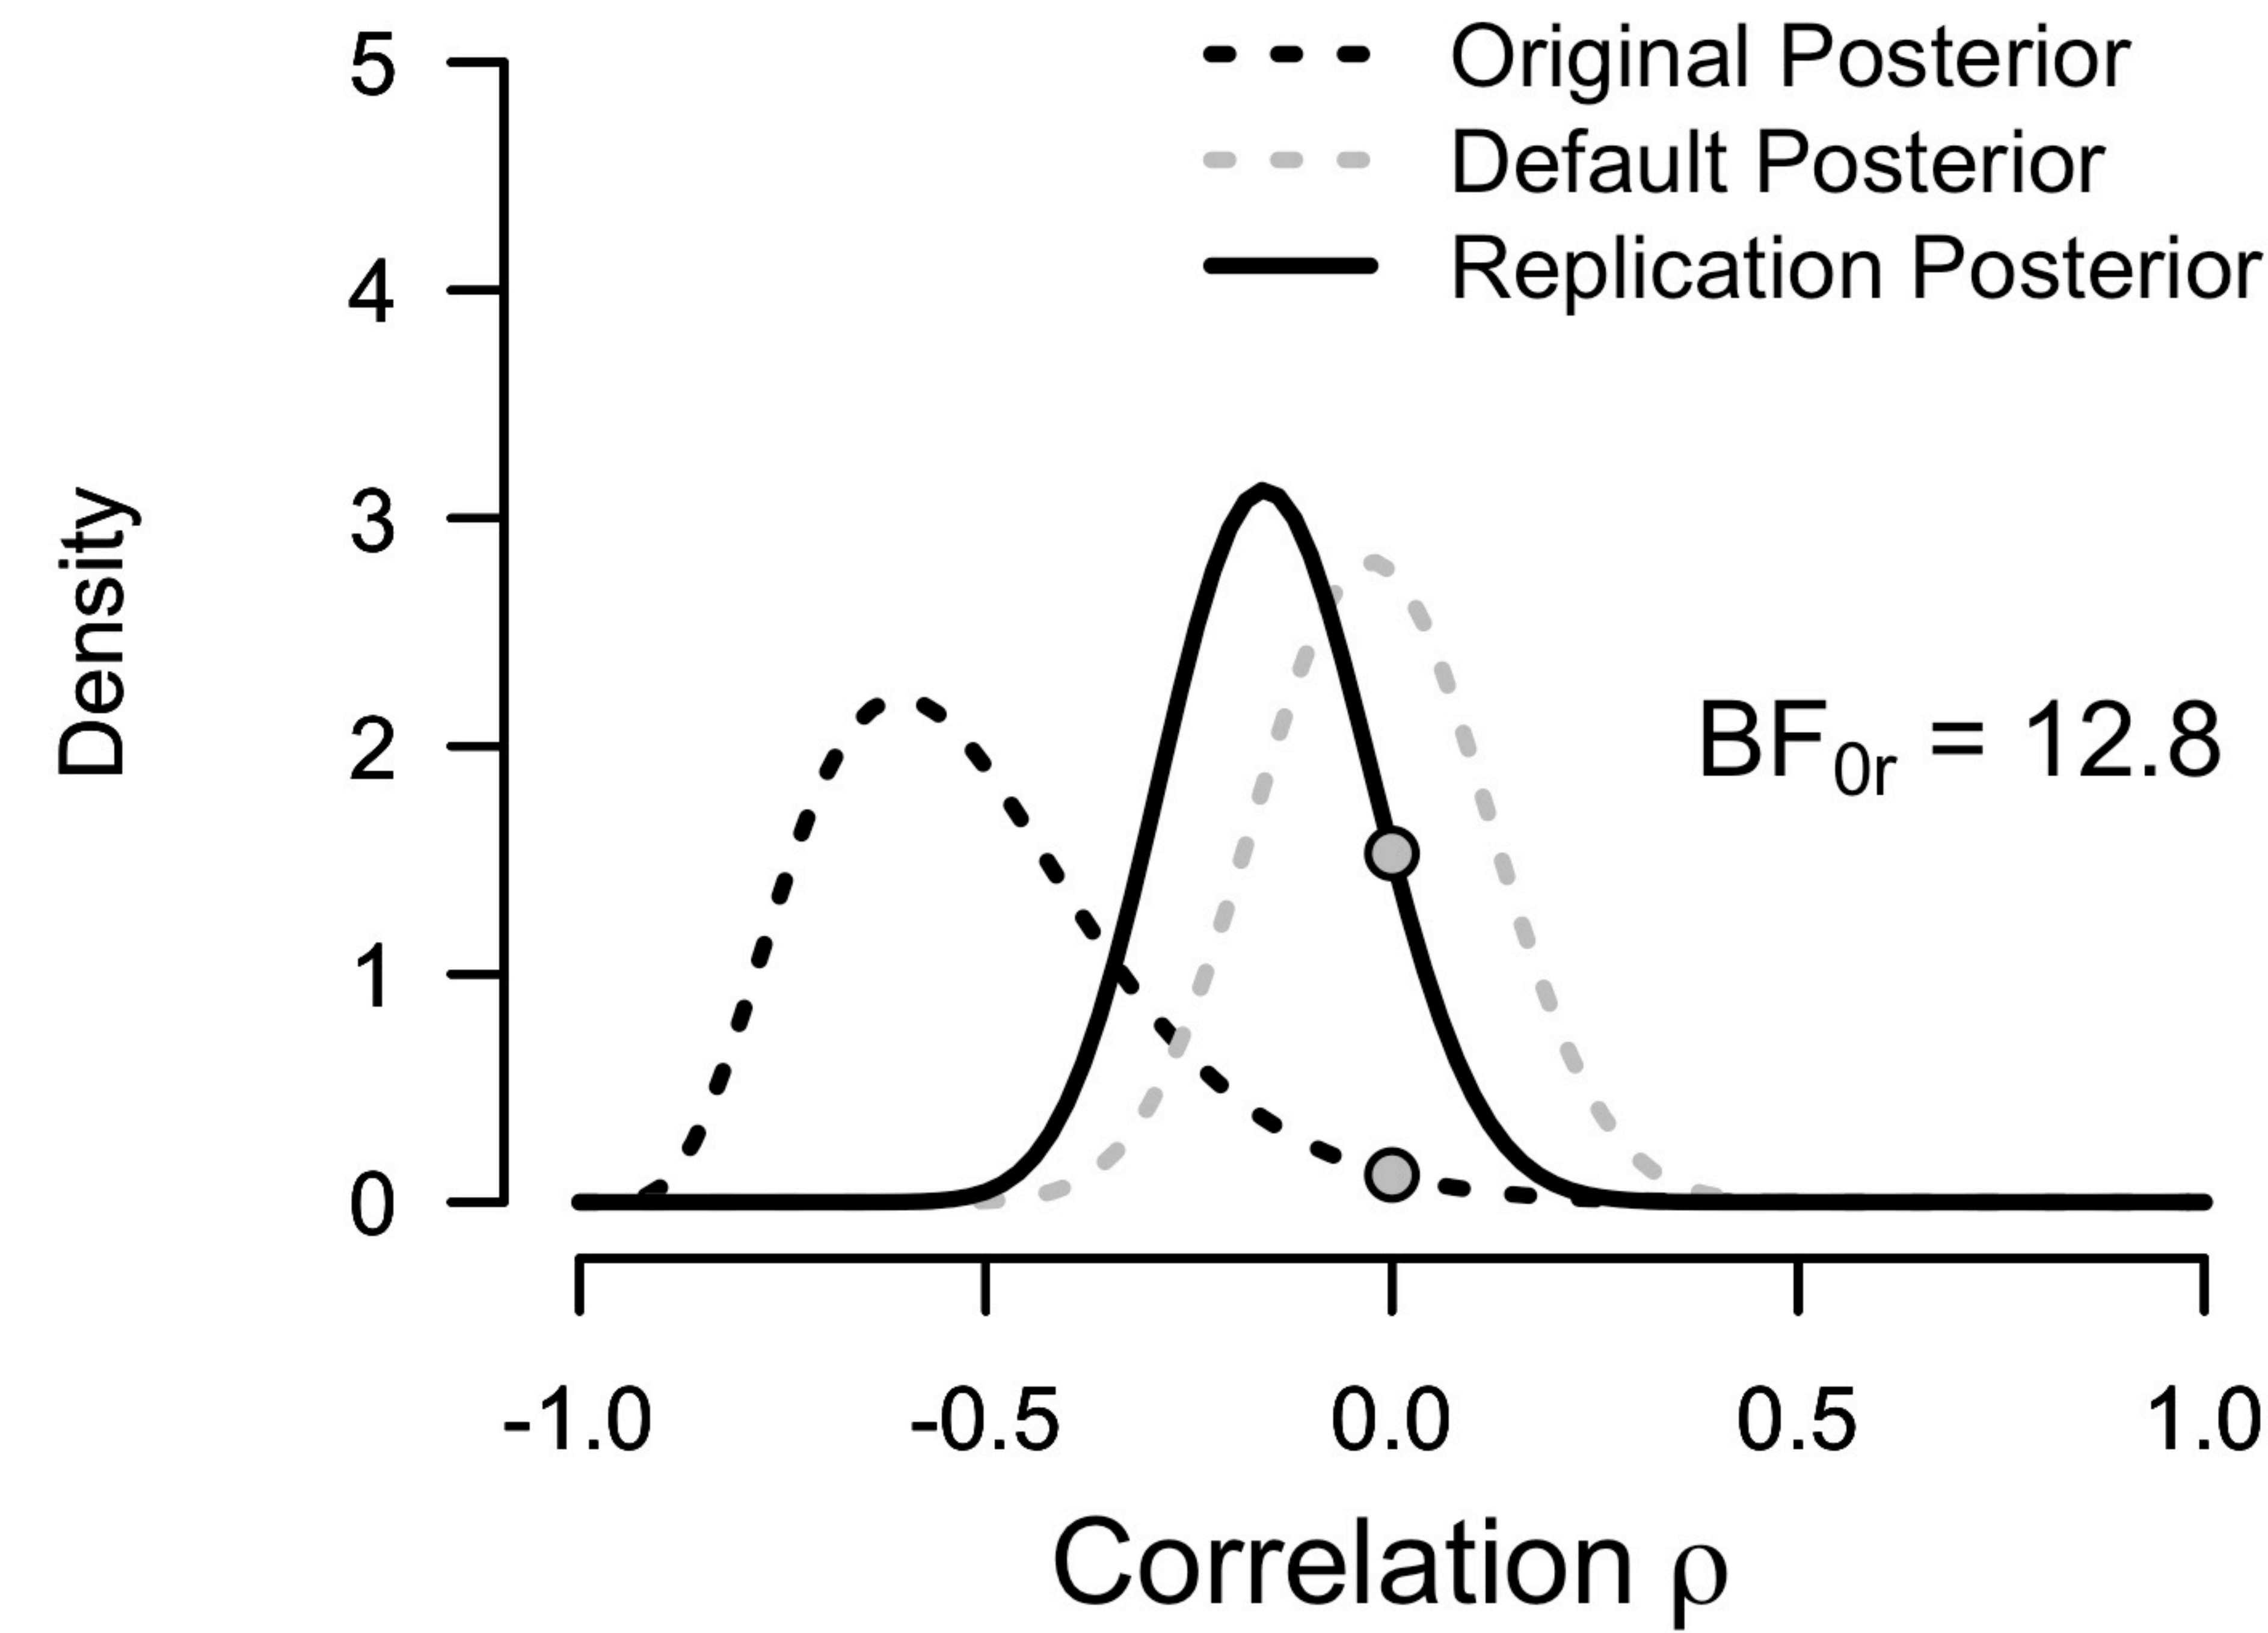 Original Posterior
Default Posterior
Replication Posterior
5
4
3
2
1
0
Density
BF0r = 12.8
-1.0 -0.5 0.0 0.5 1.0
Correlation ρ